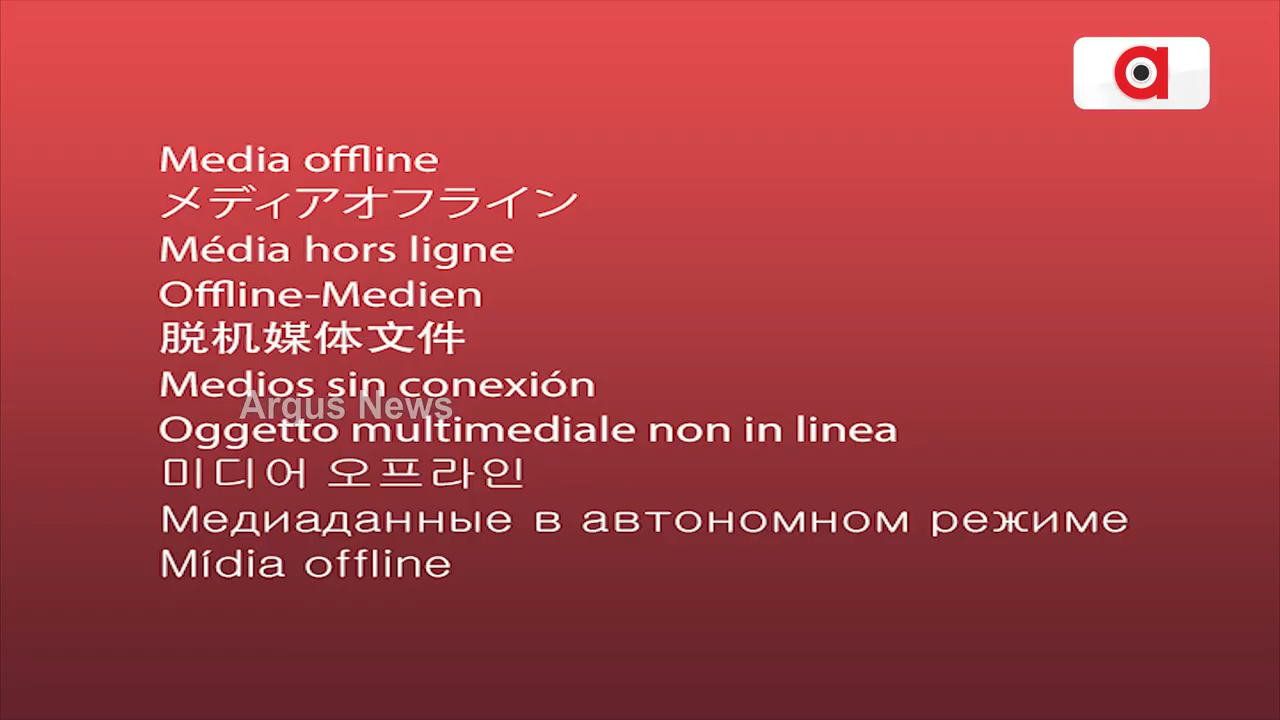 Media offline
メディアオフライン
Média hors ligne
Offline-Medien
脱机媒体文件
Medios sin conexión
Argus News
Oggetto multimediale non in linea
미디어 오프라인
Медиаданные в автономном режиме
Mídia offline